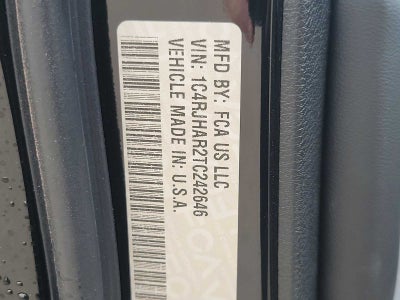 MFD BY: FCA US LLC
VIN: 1C4RJHAR2TC242646
VEHICLE MADE IN: U.S.A.